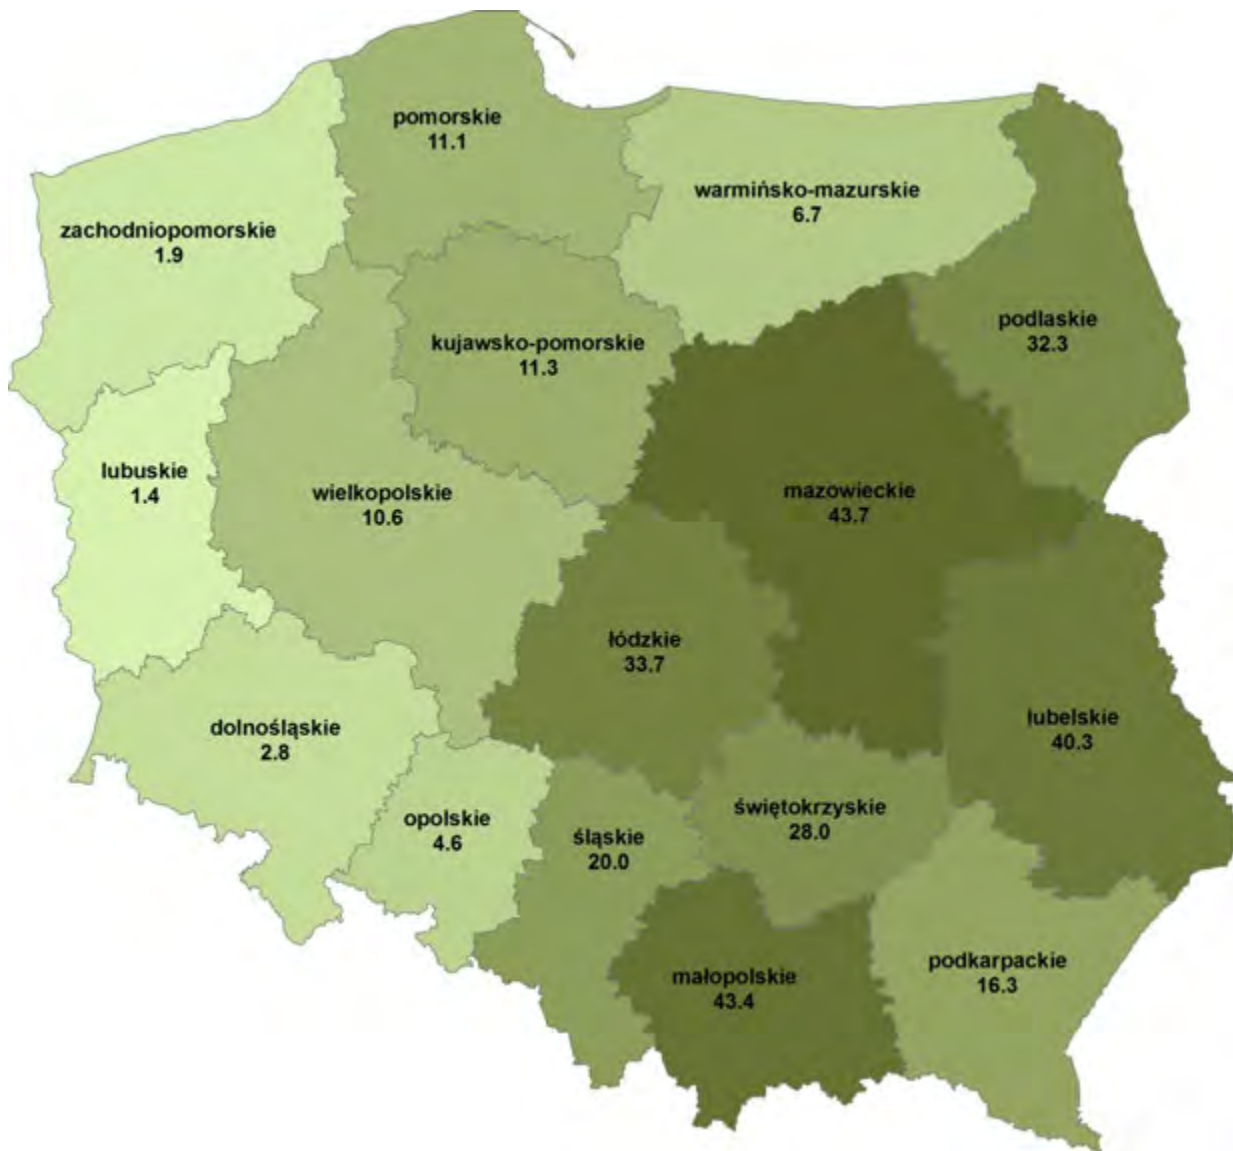 pomorskie
11.1
warmińsko-mazurskie
6.7
zachodniopomorskie
1.9
podlaskie
32.3
kujawsko-pomorskie
11.3
lubuskie
1.4
wielkopolskie
10.6
mazowieckie
43.7
łódzkie
33.7
dolnośląskie
2.8
lubelskie
40.3
opolskie
4.6
śląskie
20.0
świętokrzyskie
28.0
małopolskie
43.4
podkarpackie
16.3